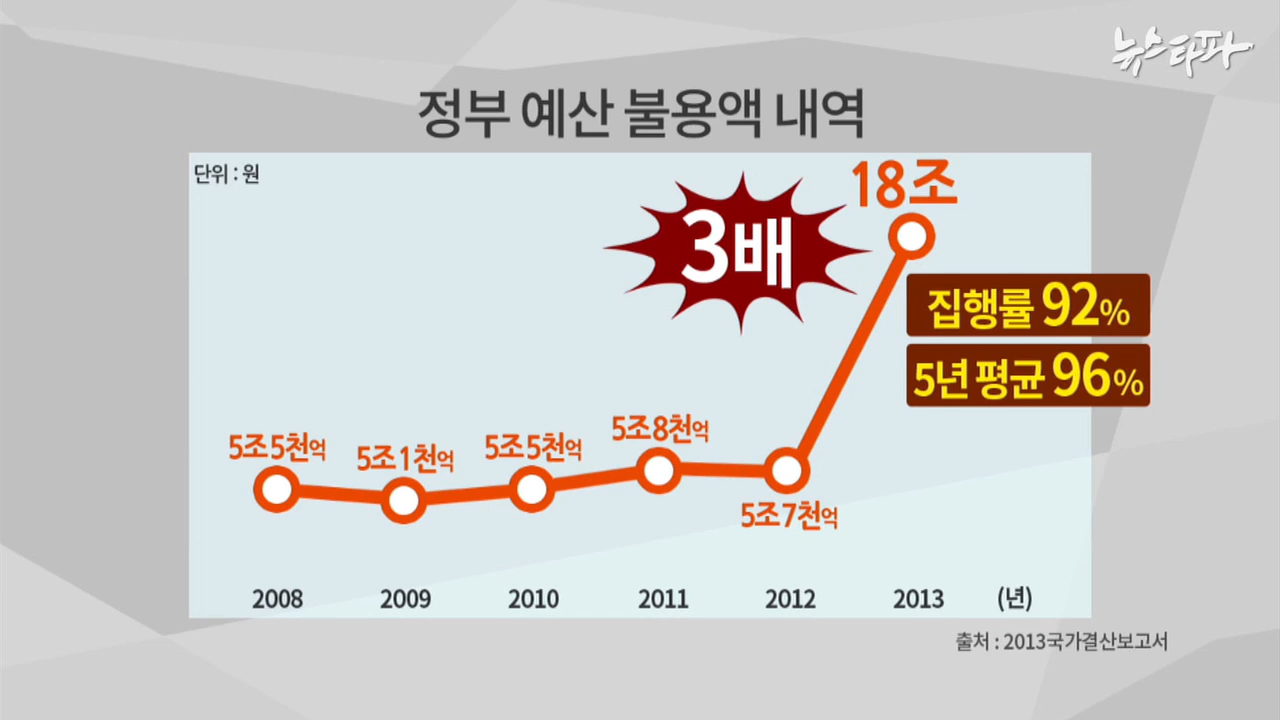 뉴스타파
정부 예산 불용액 내역
단위 : 원
3배
18조
집행률 92%
5년 평균 96%
5조 5천억
5조 1천억
5조 5천억
5조 8천억
5조 7천억
2008 2009 2010 2011 2012 2013 (년)
출처 : 2013국가결산보고서